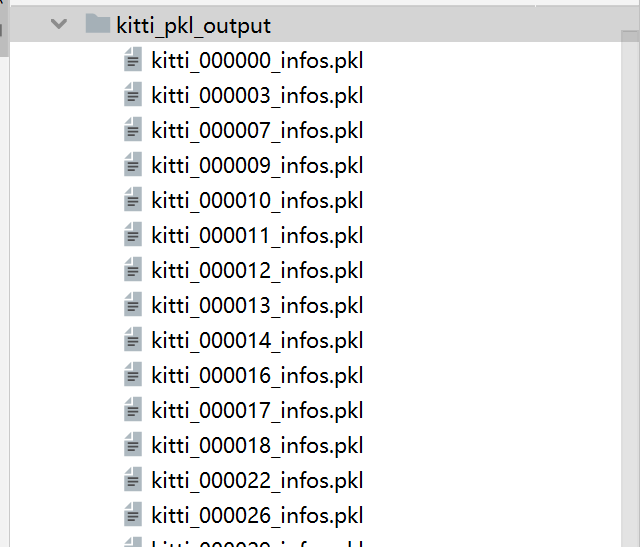 kitti_pkl_output
kitti_000000_infos.pkl
kitti_000003_infos.pkl
kitti_000007_infos.pkl
kitti_000009_infos.pkl
kitti_000010_infos.pkl
kitti_000011_infos.pkl
kitti_000012_infos.pkl
kitti_000013_infos.pkl
kitti_000014_infos.pkl
kitti_000016_infos.pkl
kitti_000017_infos.pkl
kitti_000018_infos.pkl
kitti_000022_infos.pkl
kitti_000026_infos.pkl